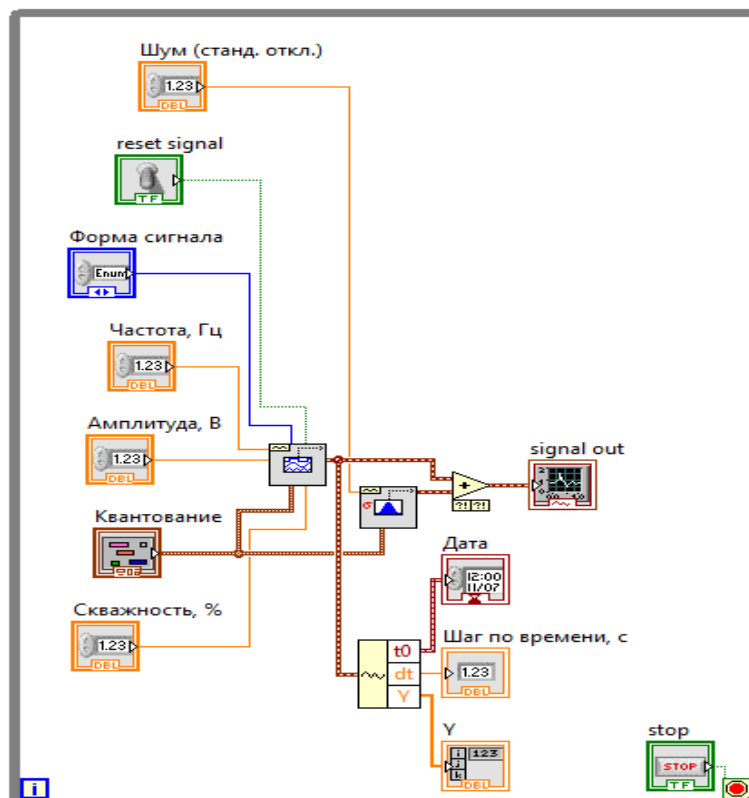 Шум (станд. откл.)
1.23
DBL
reset signal
TF
Форма сигнала
Enum
Частота, Гц
1.23
DBL
Амплитуда, В
1.23
DBL
signal out
Квантование
σ
+
?! ?!
Дата
12:00
11/07
Скважность, %
1.23
DBL
Шаг по времени, с
1.23
DBL
t0
dt
Y
Y
i
j
k
123
DBL
stop
STOP
TF
i